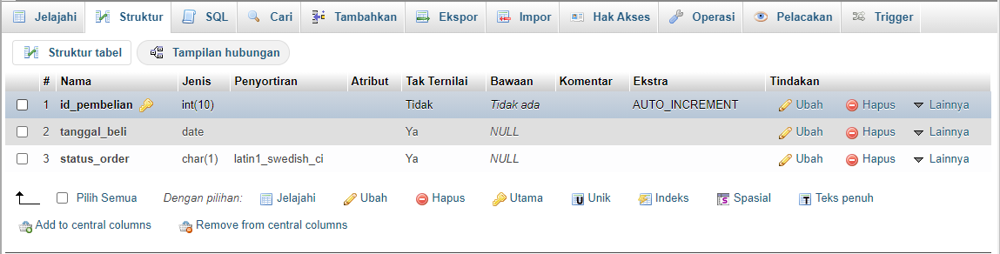 Jelajahi Struktur SQL Cari Tambahkan Ekspor Impor Hak Akses Operasi Pelacakan Trigger
Struktur tabel Tampilan hubungan
# Nama Jenis Penyortiran Atribut Tak Ternilai Bawaan Komentar Ekstra Tindakan
1 id_pembelian int(10) Tidak Tidak ada AUTO_INCREMENT Ubah Hapus Lainnya
2 tanggal_beli date Ya NULL Ubah Hapus Lainnya
3 status_order char(1) latin1_swedish_ci Ya NULL Ubah Hapus Lainnya
Pilih Semua Dengan pilihan: Jelajahi Ubah Hapus Utama Unik Indeks Spasial Teks penuh
Add to central columns Remove from central columns